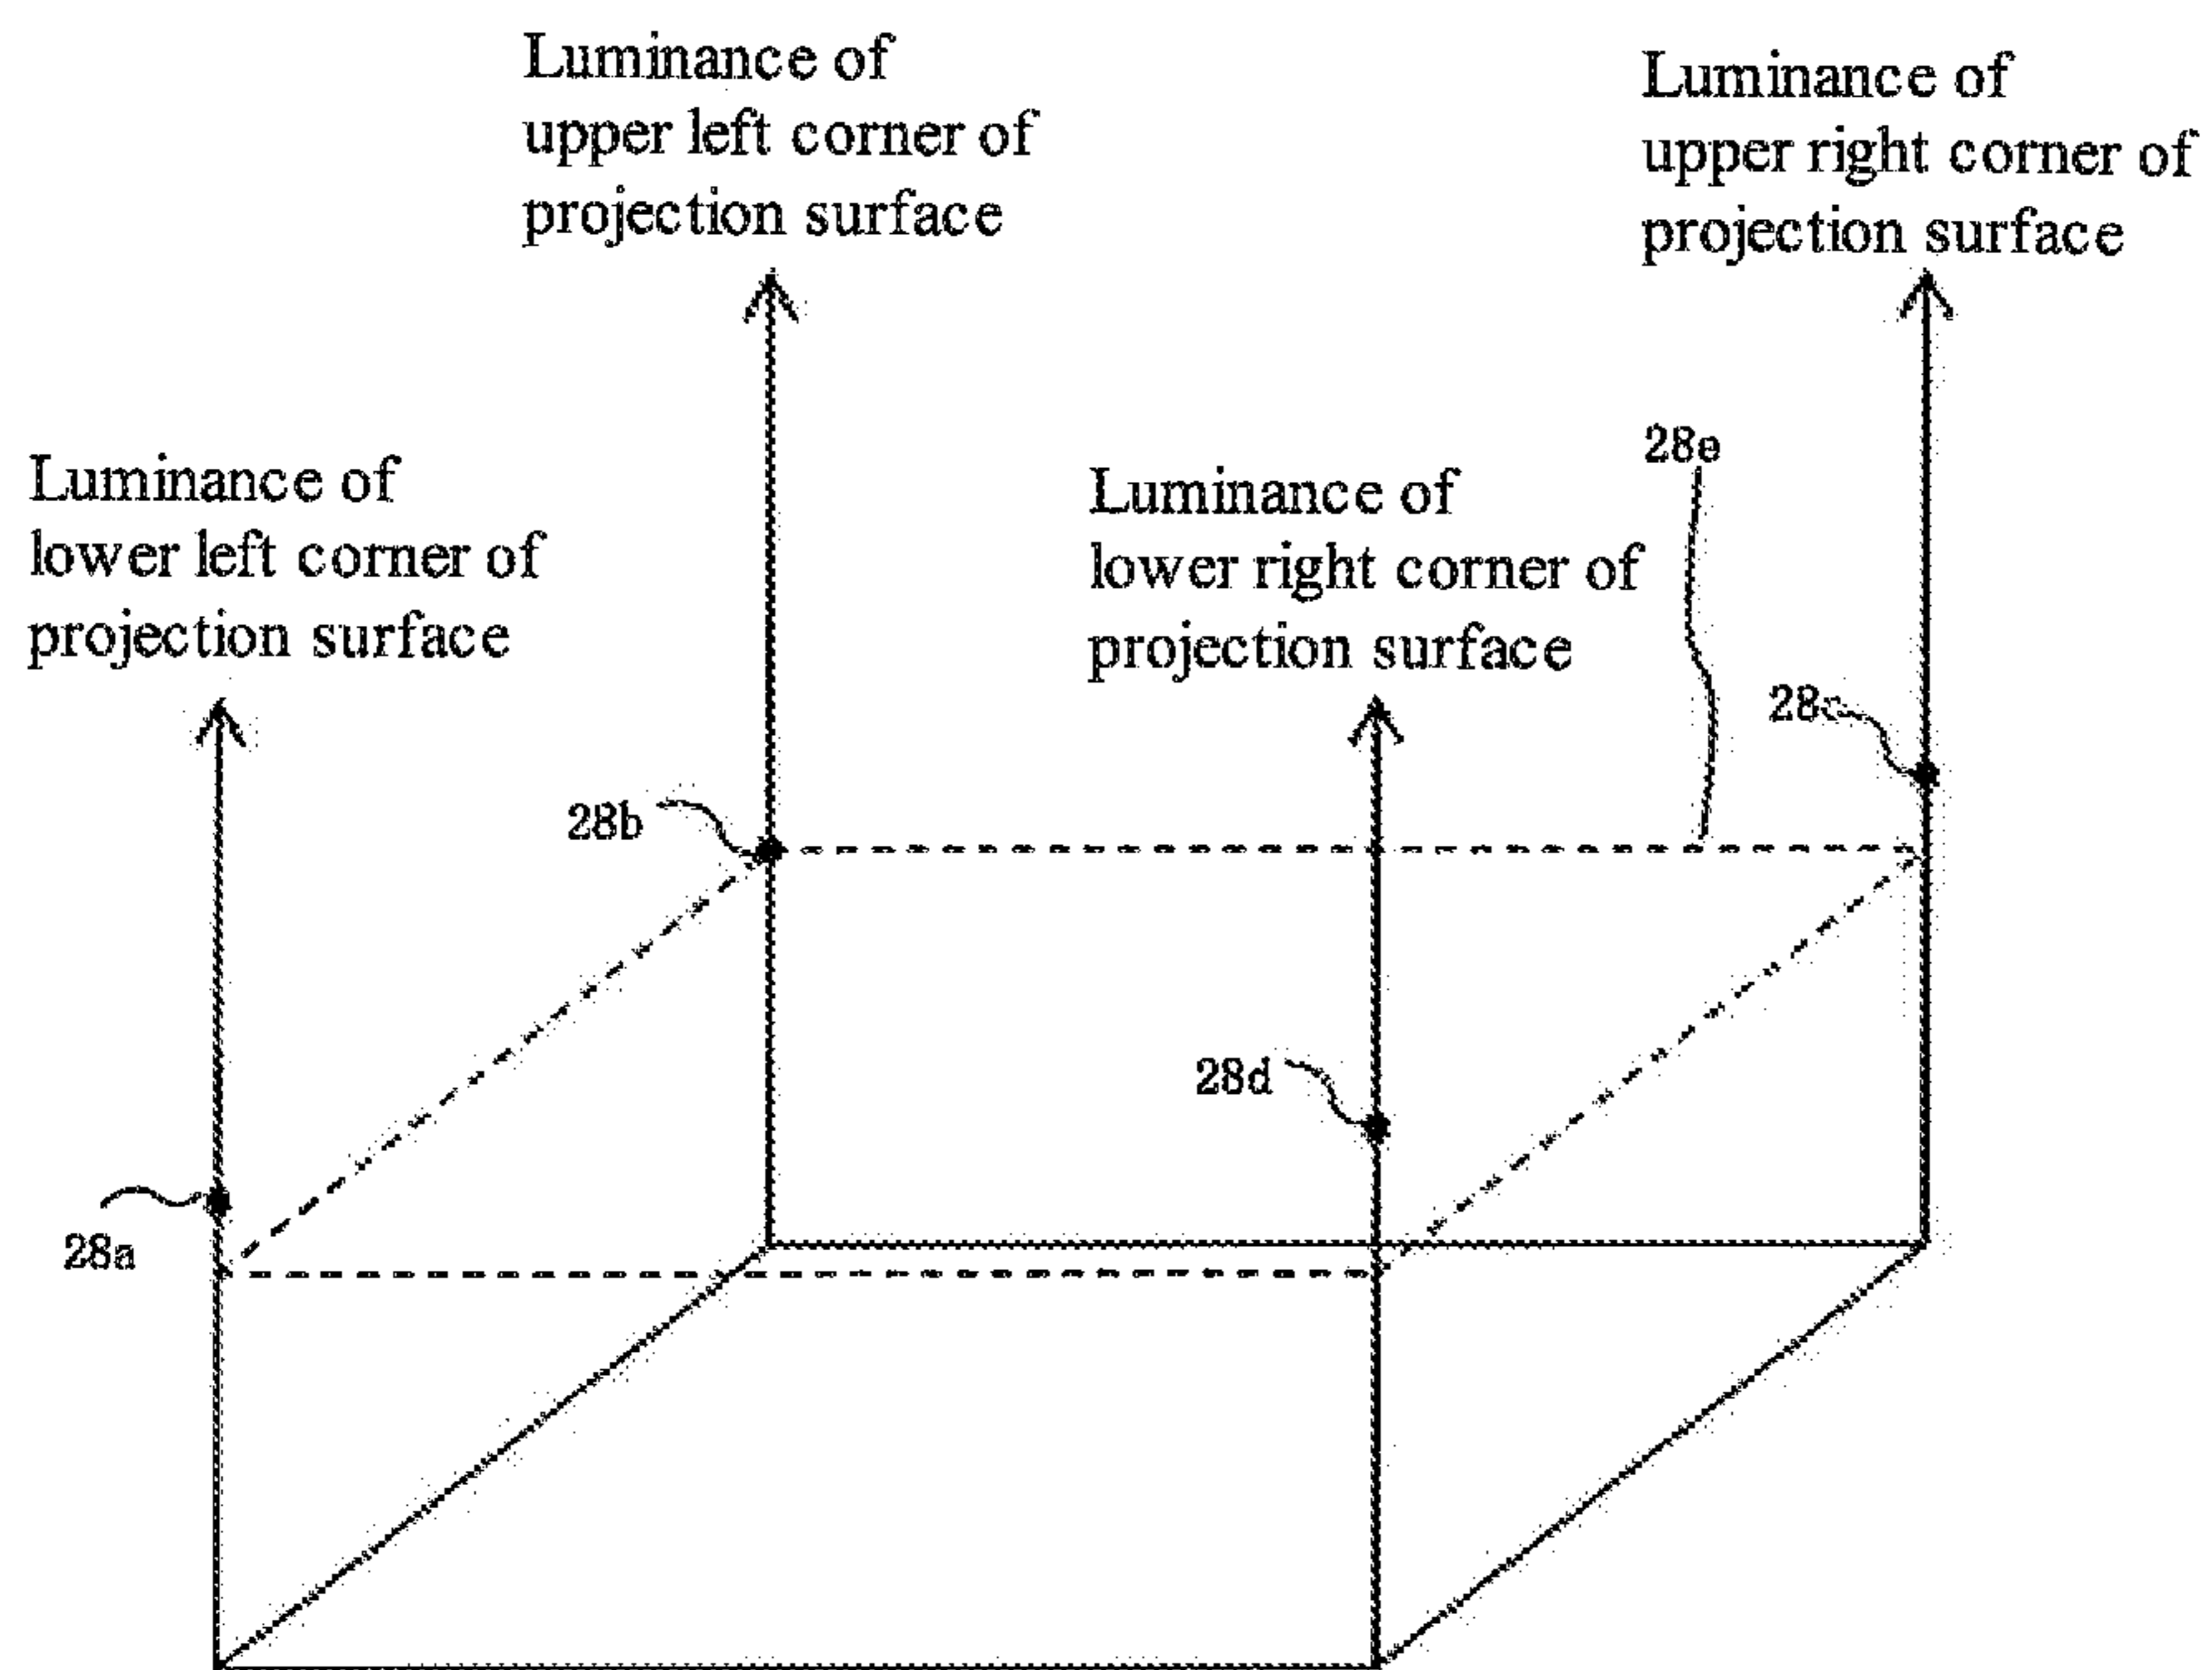 Luminance of
upper left corner of
projection surface
Luminance of
upper right corner of
projection surface
Luminance of
lower left corner of
projection surface
Luminance of
lower right corner of
projection surface
28e
28c
28b
28d
28a